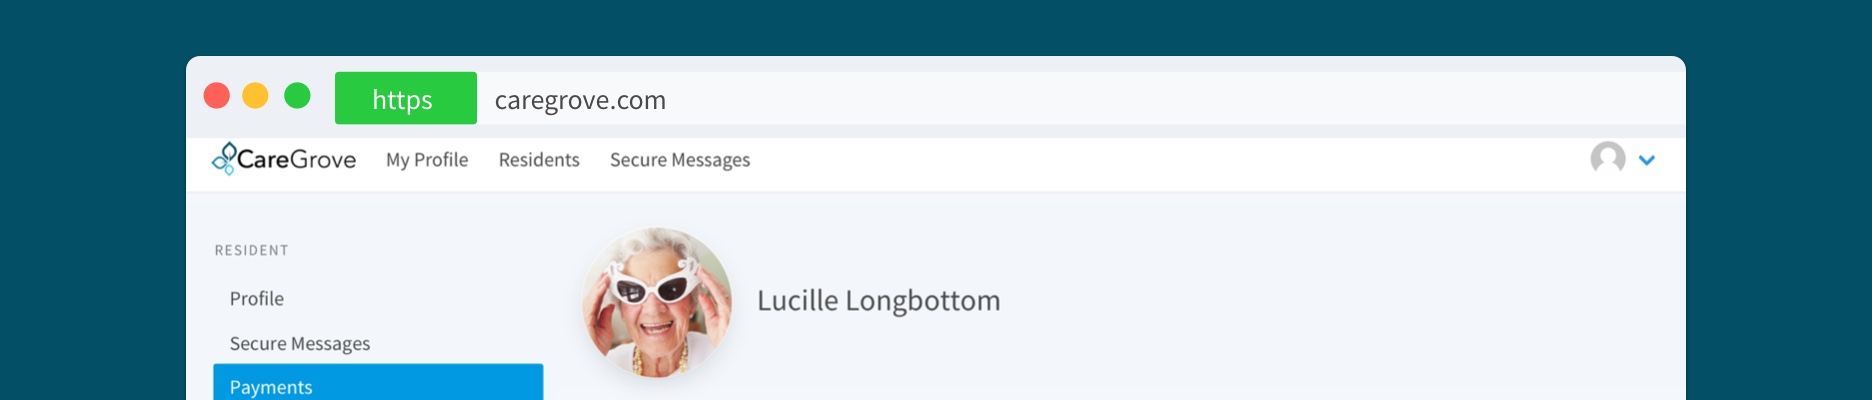 https caregrove.com
CareGrove My Profile Residents Secure Messages
RESIDENT
Profile
Lucille Longbottom
Secure Messages
Payments